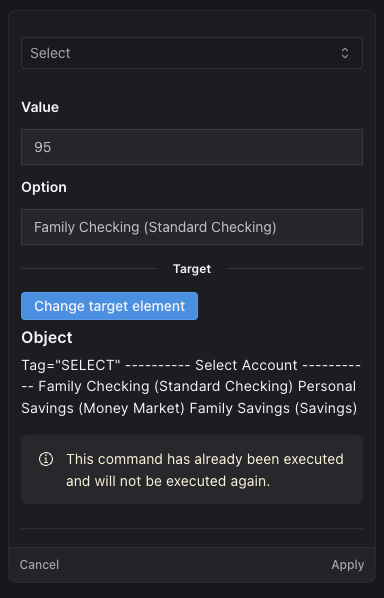 Select
Value
95
Option
Family Checking (Standard Checking)
Target
Change target element
Object
Tag="SELECT" ---------- Select Account ---------
-- Family Checking (Standard Checking) Personal
Savings (Money Market) Family Savings (Savings)
This command has already been executed
and will not be executed again.
Cancel
Apply